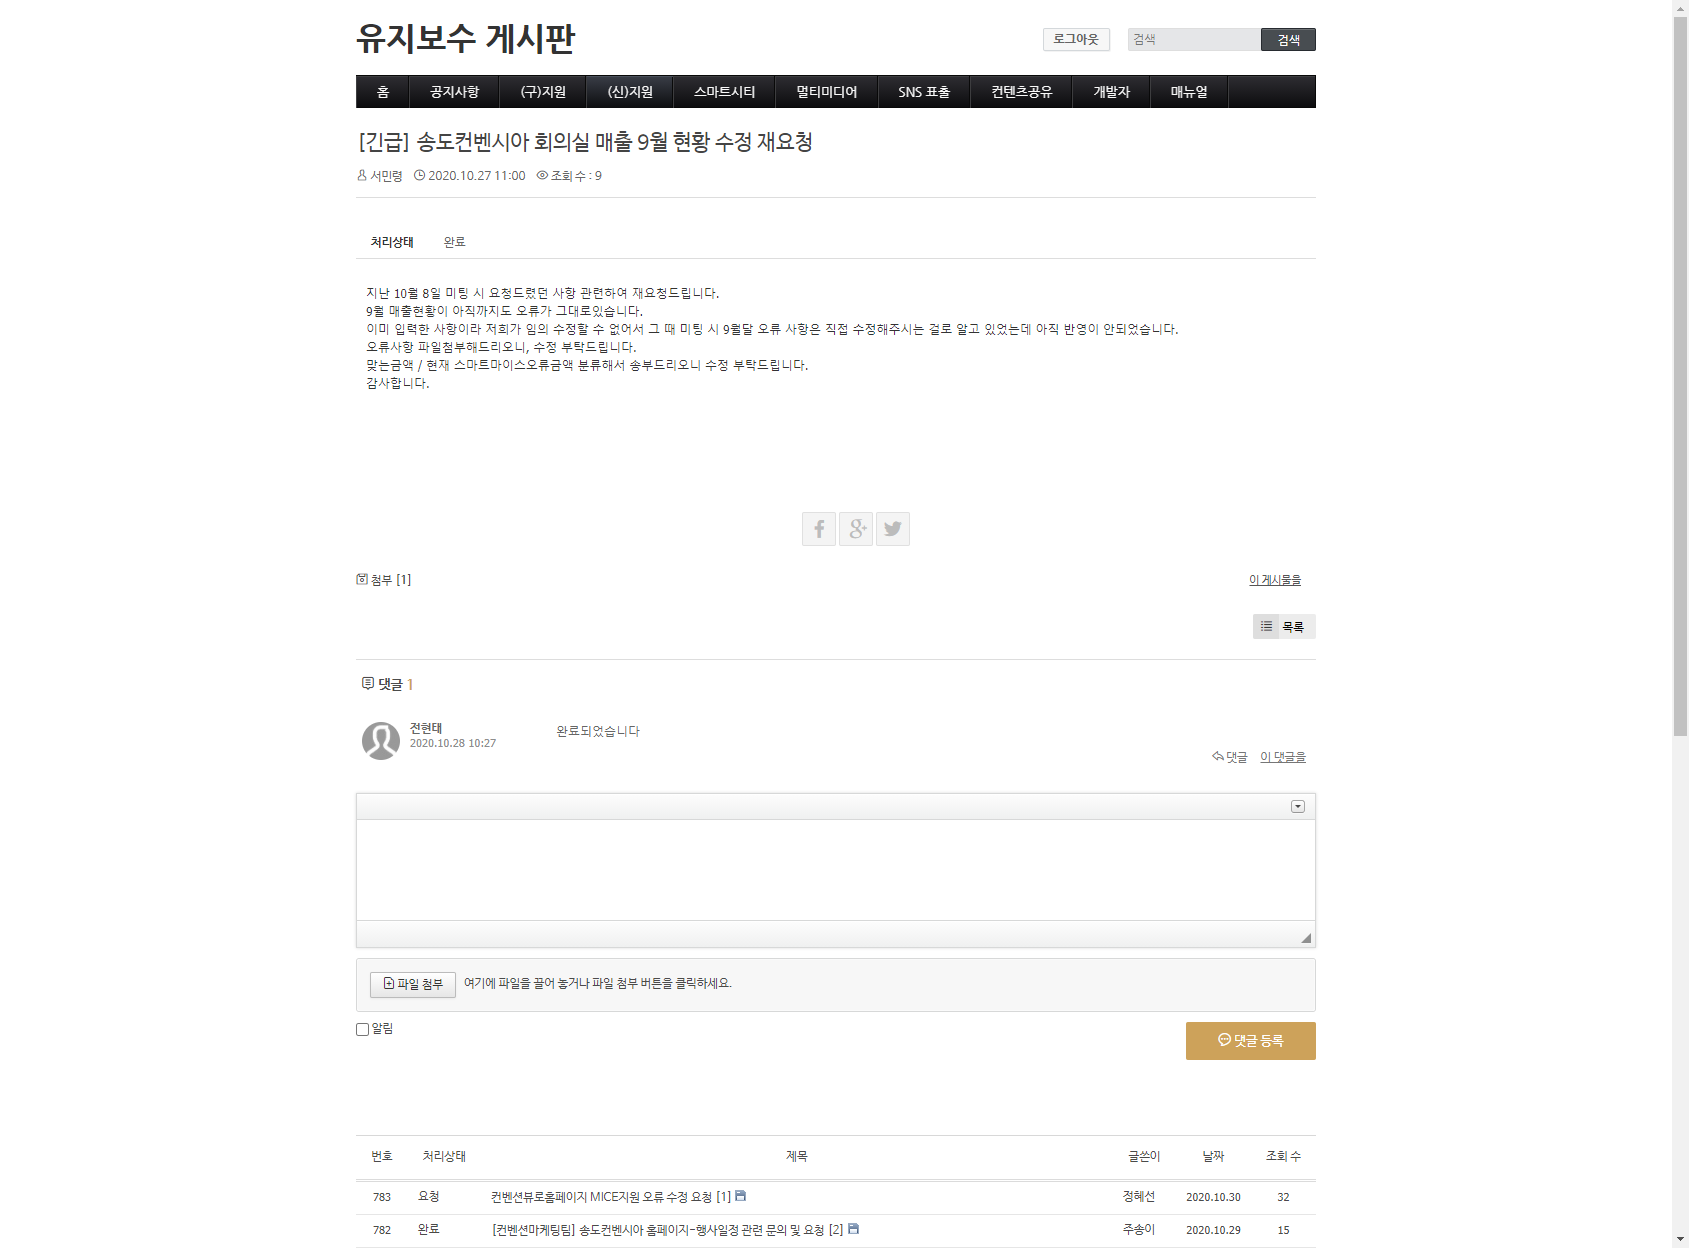 유지보수 게시판
로그아웃 검색 검색
홈 공지사항 (구)지원 (신)지원 스마트시티 멀티미디어 SNS 표출 컨텐츠공유 개발자 매뉴얼
[긴급] 송도컨벤시아 회의실 매출 9월 현황 수정 재요청
서민령 2020.10.27 11:00 조회 수 : 9
처리상태 완료
지난 10월 8일 미팅 시 요청드렸던 사항 관련하여 재요청드립니다.
9월 매출현황이 아직까지도 오류가 그대로있습니다.
이미 입력한 사항이라 저희가 임의 수정할 수 없어서 그 때 미팅 시 9월달 오류 사항은 직접 수정해주시는 걸로 알고 있었는데 아직 반영이 안되었습니다.
오류사항 파일첨부해드리오니, 수정 부탁드립니다.
맞는금액 / 현재 스마트마이스오류금액 분류해서 송부드리오니 수정 부탁드립니다.
감사합니다.
첨부 [1] 이 게시물을
목록
댓글 1
전현태 완료되었습니다
2020.10.28 10:27
댓글 이 댓글을
파일 첨부 여기에 파일을 끌어 놓거나 파일 첨부 버튼을 클릭하세요.
알림 댓글 등록
번호 처리상태 제목 글쓴이 날짜 조회 수
783 요청 컨벤션뷰로홈페이지 MICE지원 오류 수정 요청 [1] 정혜선 2020.10.30 32
782 완료 [컨벤션마케팅팀] 송도컨벤시아 홈페이지-행사일정 관련 문의 및 요청 [2] 주송이 2020.10.29 15